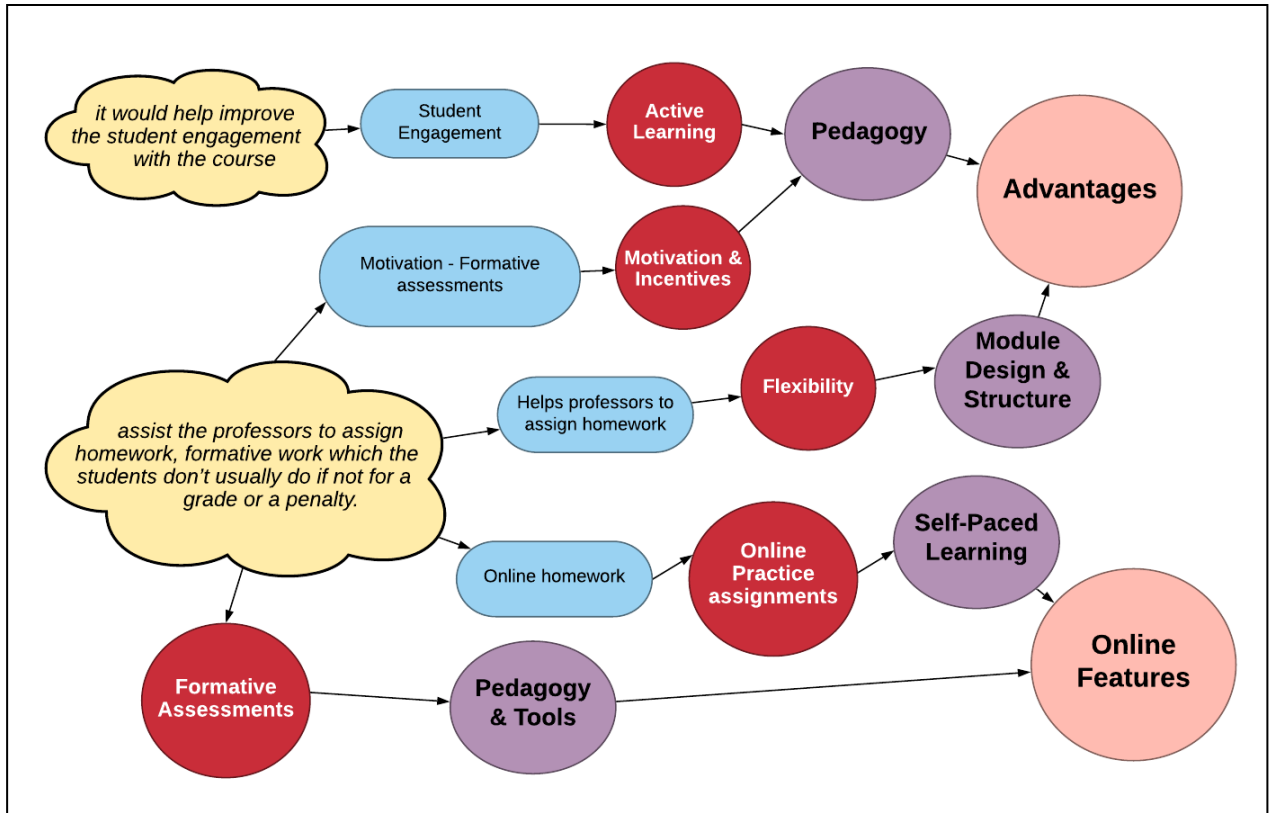 it would help improve
the student engagement
with the course
Student
Engagement
Active
Learning
Pedagogy
Advantages
Motivation - Formative
assessments
Motivation &
Incentives
assist the professors to assign
homework, formative work which the
students don't usually do if not for a
grade or a penalty.
Helps professors to
assign homework
Flexibility
Module
Design &
Structure
Online homework
Online
Practice
assignments
Self-Paced
Learning
Online
Features
Formative
Assessments
Pedagogy
& Tools